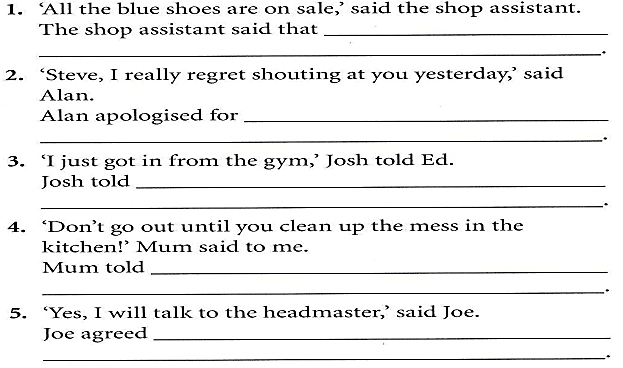 1. ‘All the blue shoes are on sale,’ said the shop assistant.
The shop assistant said that
.
2. ‘Steve, I really regret shouting at you yesterday,’ said
Alan.
Alan apologised for
.
3. ‘I just got in from the gym,’ Josh told Ed.
Josh told
.
4. ‘Don’t go out until you clean up the mess in the
kitchen!’ Mum said to me.
Mum told
.
5. ‘Yes, I will talk to the headmaster,’ said Joe.
Joe agreed
.